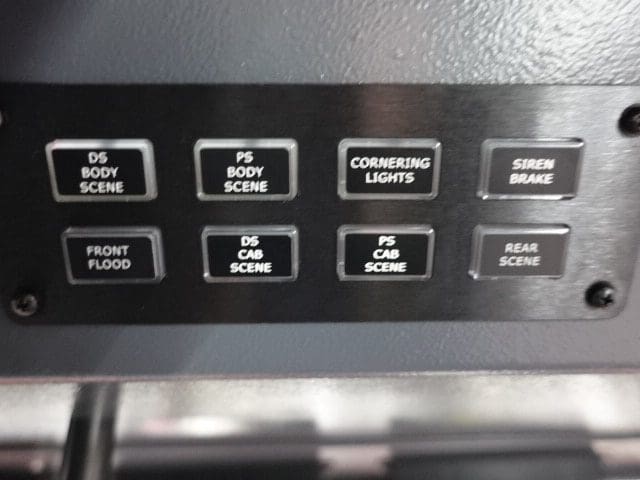 DS
BODY
SCENE
PS
BODY
SCENE
CORNERING
LIGHTS
SIREN
BRAKE
FRONT
FLOOD
DS
CAB
SCENE
PS
CAB
SCENE
REAR
SCENE